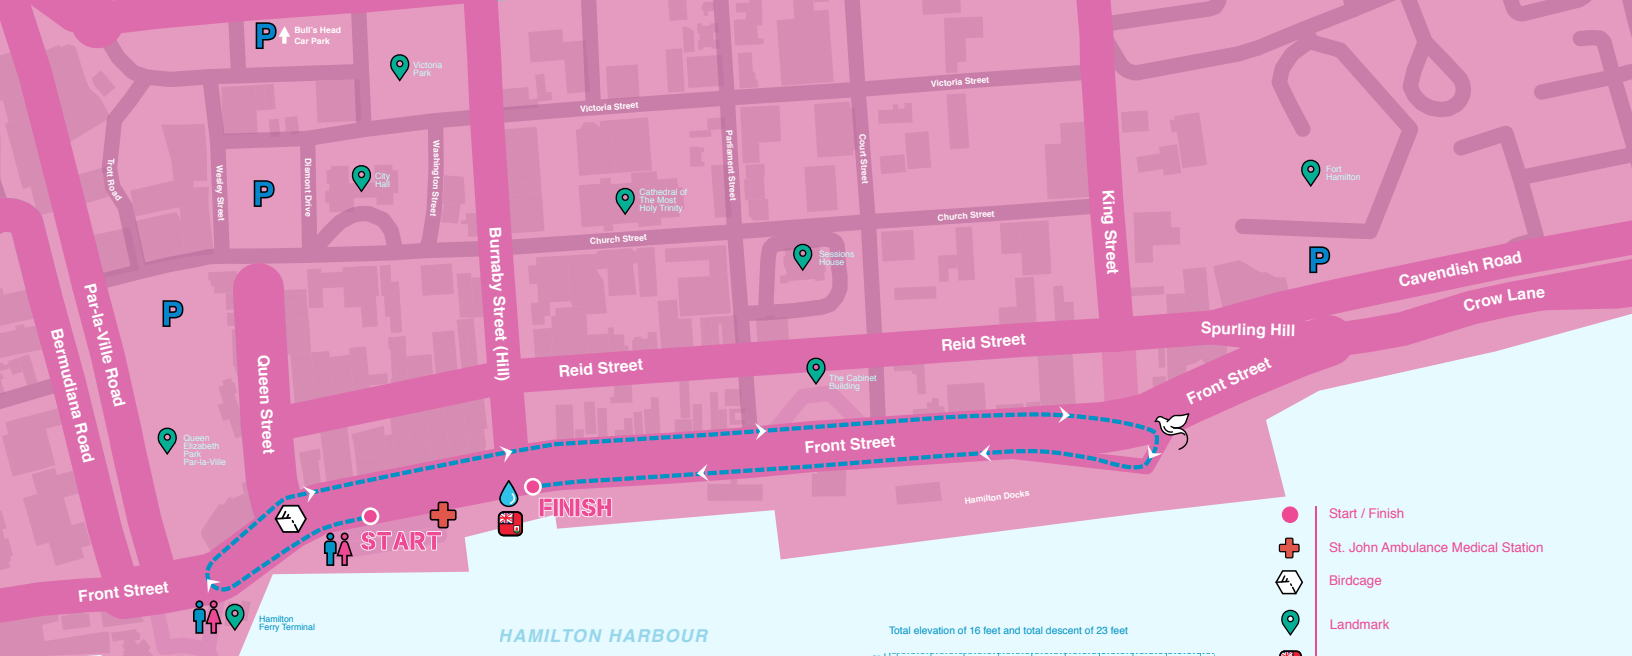 P
Bull's Head
Car Park
Victoria
Park
Victoria Street
Victoria Street
Trott Road
Wesley Street
Dismont Drive
Washington Street
Parliament Street
Court Street
P
City
Hall
Cathedral of
The Most
Holy Trinity
Fort
Hamilton
King Street
Church Street
Church Street
Sessions
House
P
Cavendish Road
Crow Lane
P
Par-la-Ville Road
Bermudiana Road
Queen Street
Burnaby Street (Hill)
Reid Street
Reid Street
Spurling Hill
Front Street
The Cabinet
Building
Queen
Elizabeth
Park
Par-la-Ville
Front Street
Hamilton Docks
FINISH
START
Front Street
Hamilton
Ferry Terminal
HAMILTON HARBOUR
Total elevation of 16 feet and total descent of 23 feet
Start / Finish
St. John Ambulance Medical Station
Birdcage
Landmark